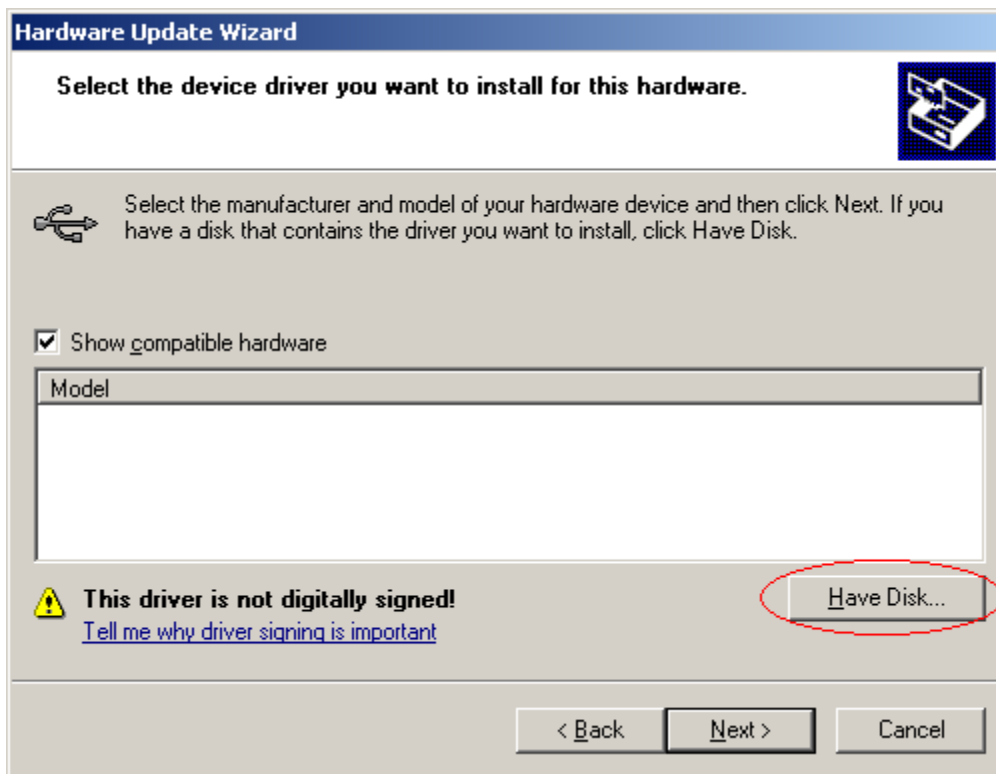 Hardware Update Wizard
Select the device driver you want to install for this hardware.
Select the manufacturer and model of your hardware device and then click Next. If you
have a disk that contains the driver you want to install, click Have Disk.
Show compatible hardware
Model
This driver is not digitally signed!
Have Disk...
Tell me why driver signing is important
< Back
Next >
Cancel